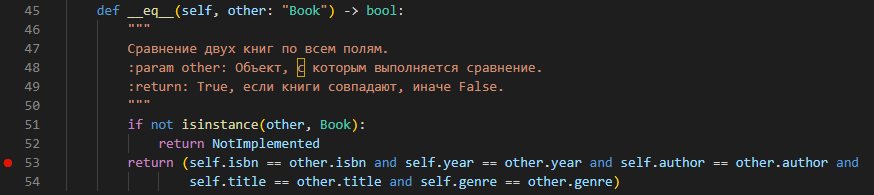 45 def __eq__(self, other: "Book") -> bool:
46 """
47 Сравнение двух книг по всем полям.
48 :param other: Объект, с которым выполняется сравнение.
49 :return: True, если книги совпадают, иначе False.
50 """
51 if not isinstance(other, Book):
52 return NotImplemented
53 return (self.isbn == other.isbn and self.year == other.year and self.author == other.author and
54 self.title == other.title and self.genre == other.genre)